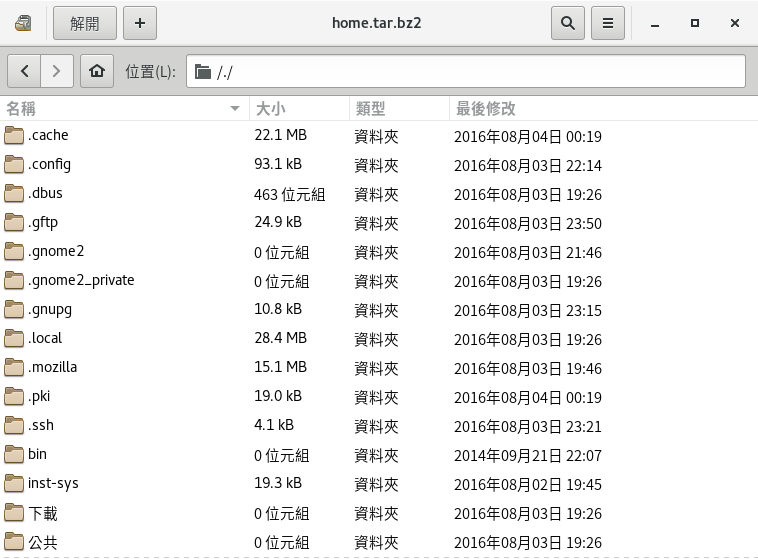 解開 + home.tar.bz2
位置(L): /./
名稱 大小 類型 最後修改
.cache 22.1 MB 資料夾 2016年08月04日 00:19
.config 93.1 kB 資料夾 2016年08月03日 22:14
.dbus 463 位元組 資料夾 2016年08月03日 19:26
.gftp 24.9 kB 資料夾 2016年08月03日 23:50
.gnome2 0 位元組 資料夾 2016年08月03日 21:46
.gnome2_private 0 位元組 資料夾 2016年08月03日 19:26
.gnupg 10.8 kB 資料夾 2016年08月03日 23:15
.local 28.4 MB 資料夾 2016年08月03日 19:26
.mozilla 15.1 MB 資料夾 2016年08月03日 19:46
.pki 19.0 kB 資料夾 2016年08月04日 00:19
.ssh 4.1 kB 資料夾 2016年08月03日 23:21
bin 0 位元組 資料夾 2014年09月21日 22:07
inst-sys 19.3 kB 資料夾 2016年08月02日 19:45
下載 0 位元組 資料夾 2016年08月03日 19:26
公共 0 位元組 資料夾 2016年08月03日 19:26